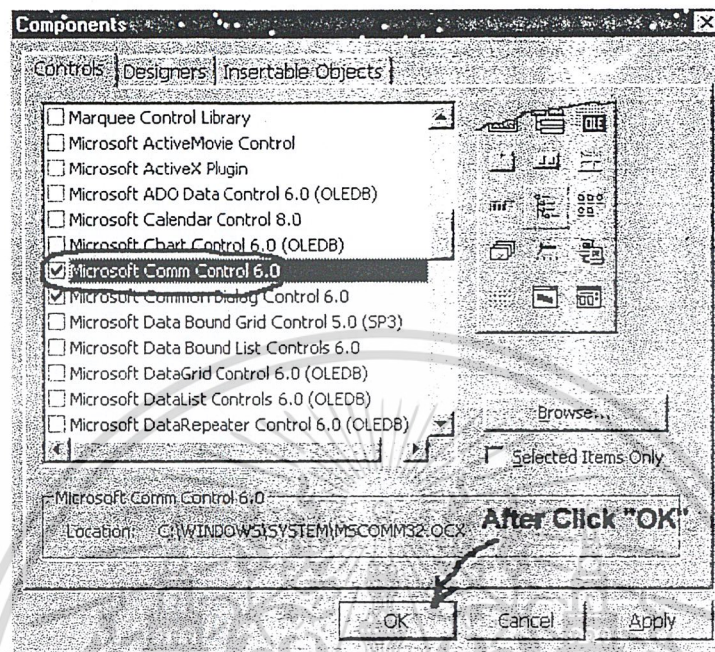 Components
Controls Designers Insertable Objects
Marquee Control Library
Microsoft ActiveMovie Control
Microsoft ActiveX Plugin
Microsoft ADO Data Control 6.0 (OLEDB)
Microsoft Calendar Control 8.0
Microsoft Chart Control 6.0 (OLEDB)
Microsoft Comm Control 6.0
Microsoft Common Dialog Control 6.0
Microsoft Data Bound Grid Control 5.0 (SP3)
Microsoft Data Bound List Controls 6.0
Microsoft DataGrid Control 6.0 (OLEDB)
Microsoft DataList Controls 6.0 (OLEDB)
Microsoft DataRepeater Control 6.0 (OLEDB)
OLE
Browse...
Selected Items Only
Microsoft Comm Control 6.0
Location: C:\WINDOWS\SYSTEM\MSCOMM32.OCX
After Click "OK"
OK Cancel Apply